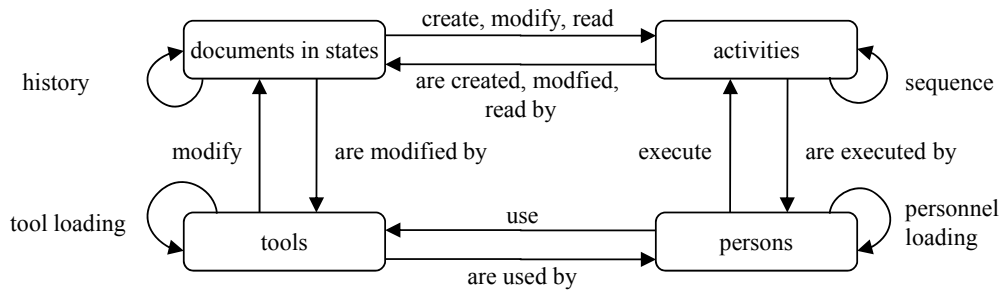 create, modify, read
documents in states
activities
history
are created, modfied,
read by
sequence
modify
are modified by
execute
are executed by
tool loading
tools
use
persons
personnel
loading
are used by